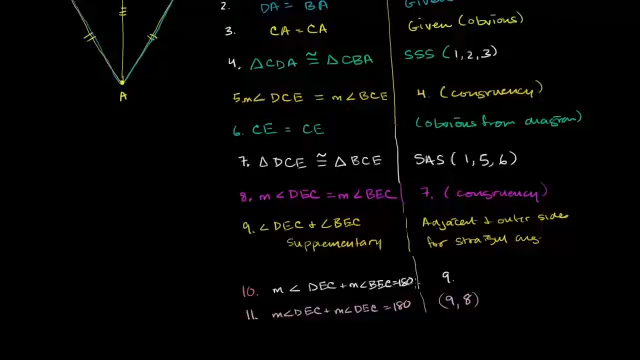 2. DA = BA Given
3. CA = CA Given (obvious)
4. △CDA ≅ △CBA SSS (1,2,3)
A
5. m∠DCE = m∠BCE 4. (congruency)
6. CE = CE (obvious from diagram)
7. △DCE ≅ △BCE SAS (1,5,6)
8. m∠DEC = m∠BEC 7. (congruency)
9. ∠DEC + ∠BEC Adjacent + outer sides
Supplementary for straight ang.
10. m∠DEC + m∠BEC = 180 9.
11. m∠DEC + m∠DEC = 180 (9,8)